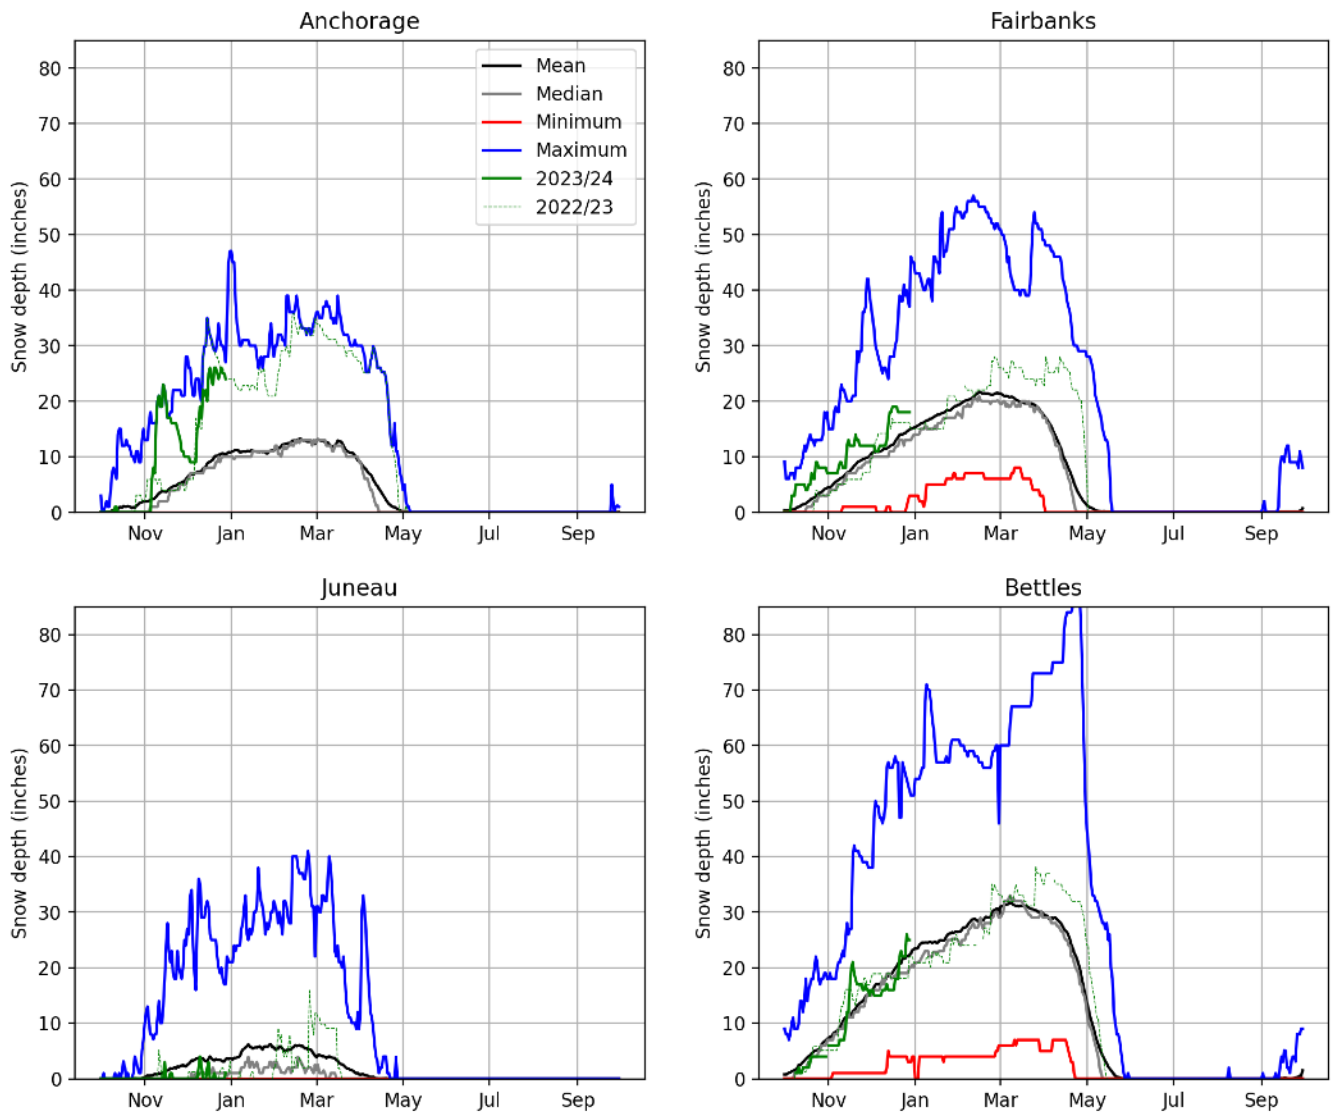 Anchorage
Snow depth (inches)
80
70
60
50
40
30
20
10
0
Nov Jan Mar May Jul Sep
Mean
Median
Minimum
Maximum
2023/24
2022/23
Fairbanks
Snow depth (inches)
80
70
60
50
40
30
20
10
0
Nov Jan Mar May Jul Sep
Juneau
Snow depth (inches)
80
70
60
50
40
30
20
10
0
Nov Jan Mar May Jul Sep
Bettles
Snow depth (inches)
80
70
60
50
40
30
20
10
0
Nov Jan Mar May Jul Sep